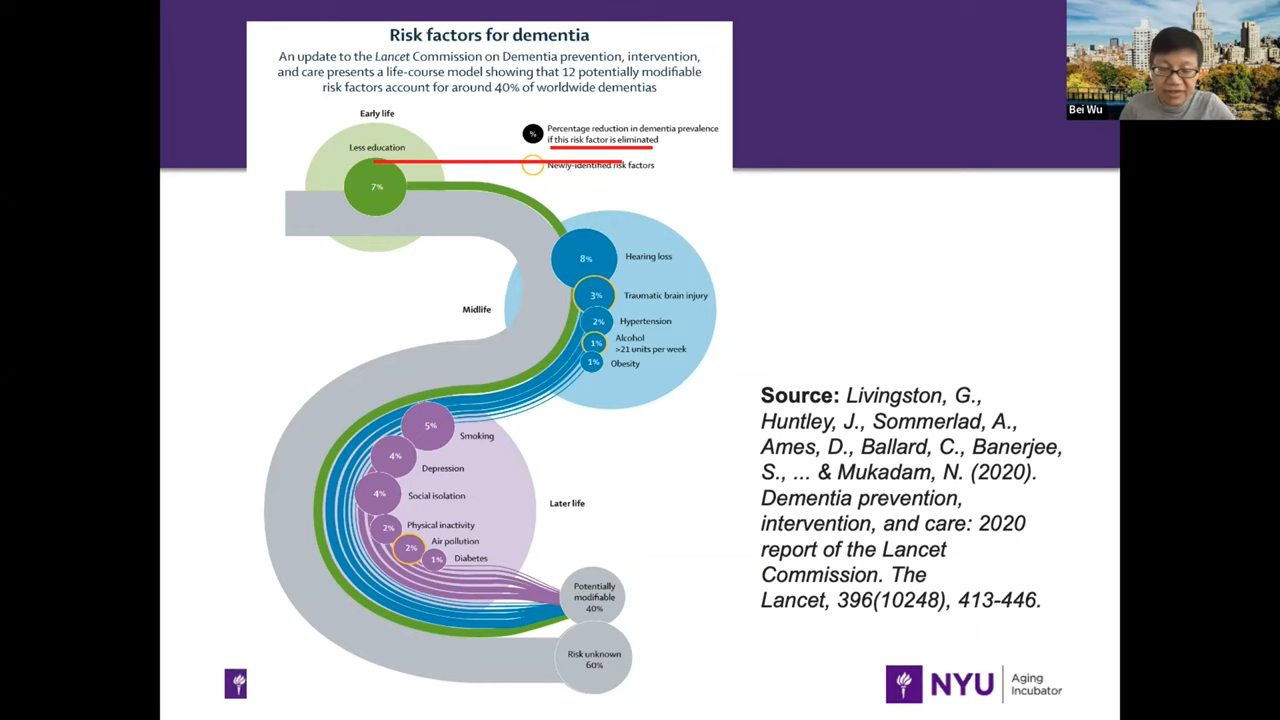 Risk factors for dementia
An update to the Lancet Commission on Dementia prevention, intervention,
and care presents a life-course model showing that 12 potentially modifiable
risk factors account for around 40% of worldwide dementias
Early life
Less education
7%
%
Percentage reduction in dementia prevalence
if this risk factor is eliminated
Newly-identified risk factors
Midlife
8%
Hearing loss
3%
Traumatic brain injury
2%
Hypertension
1%
Alcohol
>21 units per week
1%
Obesity
Later life
5%
Smoking
4%
Depression
4%
Social isolation
2%
Physical inactivity
2%
Air pollution
1%
Diabetes
Potentially
modifiable
40%
Risk unknown
60%
Source: Livingston, G.,
Huntley, J., Sommerlad, A.,
Ames, D., Ballard, C., Banerjee,
S., ... & Mukadam, N. (2020).
Dementia prevention,
intervention, and care: 2020
report of the Lancet
Commission. The
Lancet, 396(10248), 413-446.
NYU
Aging
Incubator
Bei Wu